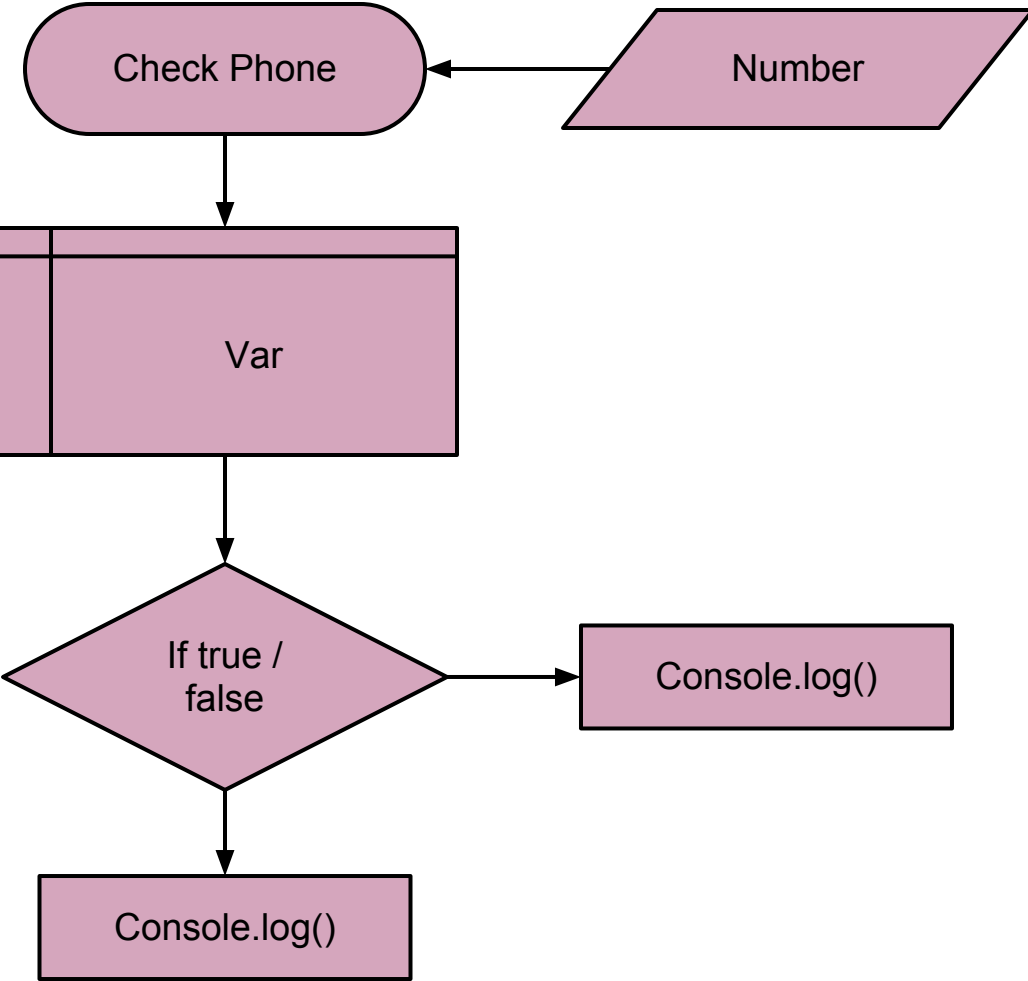 Check Phone
Number
Var
If true /
false
Console.log()
Console.log()